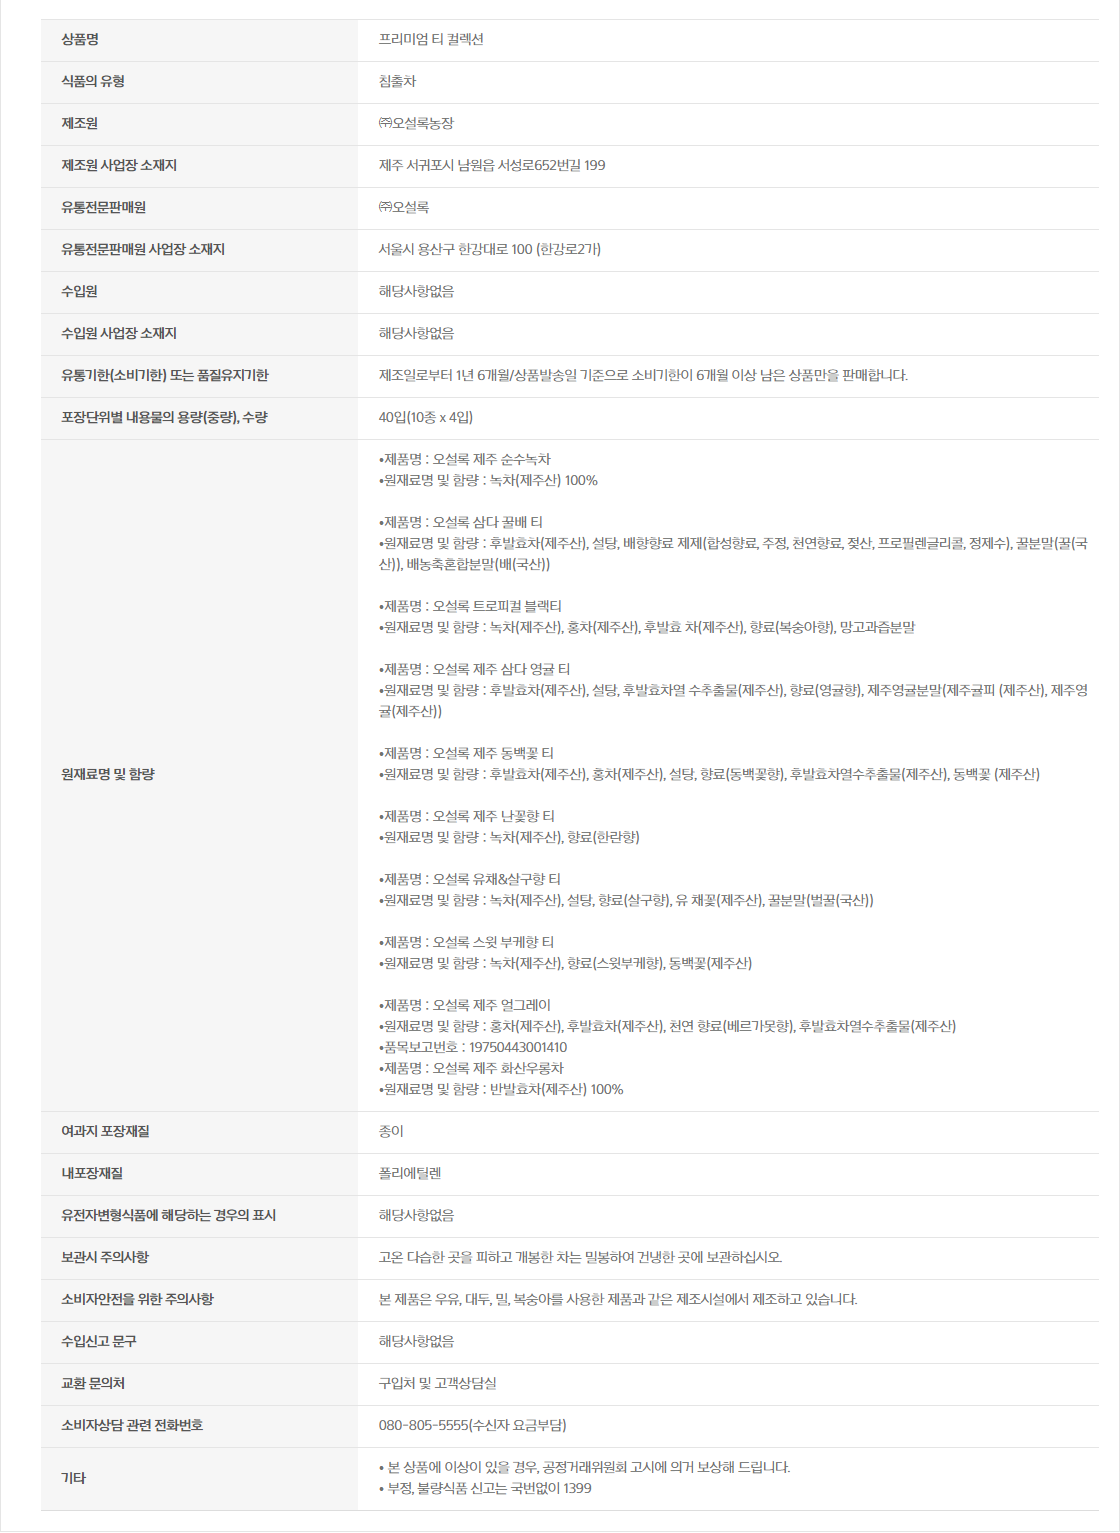 상품명
프리미엄 티 컬렉션
식품의 유형
침출차
제조원
㈜오설록농장
제조원 사업장 소재지
제주 서귀포시 남원읍 서성로652번길 199
유통전문판매원
㈜오설록
유통전문판매원 사업장 소재지
서울시 용산구 한강대로 100 (한강로2가)
수입원
해당사항없음
수입원 사업장 소재지
해당사항없음
유통기한(소비기한) 또는 품질유지기한
제조일로부터 1년 6개월/상품발송일 기준으로 소비기한이 6개월 이상 남은 상품만을 판매합니다.
포장단위별 내용물의 용량(중량), 수량
40입(10종 x 4입)
원재료명 및 함량
•제품명 : 오설록 제주 순수녹차
•원재료명 및 함량 : 녹차(제주산) 100%
•제품명 : 오설록 삼다 꿀배 티
•원재료명 및 함량 : 후발효차(제주산), 설탕, 배향향료 제제(합성향료, 주정, 천연향료, 젖산, 프로필렌글리콜, 정제수), 꿀분말(꿀(국
산)), 배농축혼합분말(배(국산))
•제품명 : 오설록 트로피컬 블랙티
•원재료명 및 함량 : 녹차(제주산), 홍차(제주산), 후발효 차(제주산), 향료(복숭아향), 망고과즙분말
•제품명 : 오설록 제주 삼다 영귤 티
•원재료명 및 함량 : 후발효차(제주산), 설탕, 후발효차열 수추출물(제주산), 향료(영귤향), 제주영귤분말(제주귤피 (제주산), 제주영
귤(제주산))
•제품명 : 오설록 제주 동백꽃 티
•원재료명 및 함량 : 후발효차(제주산), 홍차(제주산), 설탕, 향료(동백꽃향), 후발효차열수추출물(제주산), 동백꽃 (제주산)
•제품명 : 오설록 제주 난꽃향 티
•원재료명 및 함량 : 녹차(제주산), 향료(한란향)
•제품명 : 오설록 유채&살구향 티
•원재료명 및 함량 : 녹차(제주산), 설탕, 향료(살구향), 유 채꽃(제주산), 꿀분말(벌꿀(국산))
•제품명 : 오설록 스윗 부케향 티
•원재료명 및 함량 : 녹차(제주산), 향료(스윗부케향), 동백꽃(제주산)
•제품명 : 오설록 제주 얼그레이
•원재료명 및 함량 : 홍차(제주산), 후발효차(제주산), 천연 향료(베르가못향), 후발효차열수추출물(제주산)
•품목보고번호 : 19750443001410
•제품명 : 오설록 제주 화산우롱차
•원재료명 및 함량 : 반발효차(제주산) 100%
여과지 포장재질
종이
내포장재질
폴리에틸렌
유전자변형식품에 해당하는 경우의 표시
해당사항없음
보관시 주의사항
고온 다습한 곳을 피하고 개봉한 차는 밀봉하여 건냉한 곳에 보관하십시오.
소비자안전을 위한 주의사항
본 제품은 우유, 대두, 밀, 복숭아를 사용한 제품과 같은 제조시설에서 제조하고 있습니다.
수입신고 문구
해당사항없음
교환 문의처
구입처 및 고객상담실
소비자상담 관련 전화번호
080-805-5555(수신자 요금부담)
기타
• 본 상품에 이상이 있을 경우, 공정거래위원회 고시에 의거 보상해 드립니다.
• 부정, 불량식품 신고는 국번없이 1399